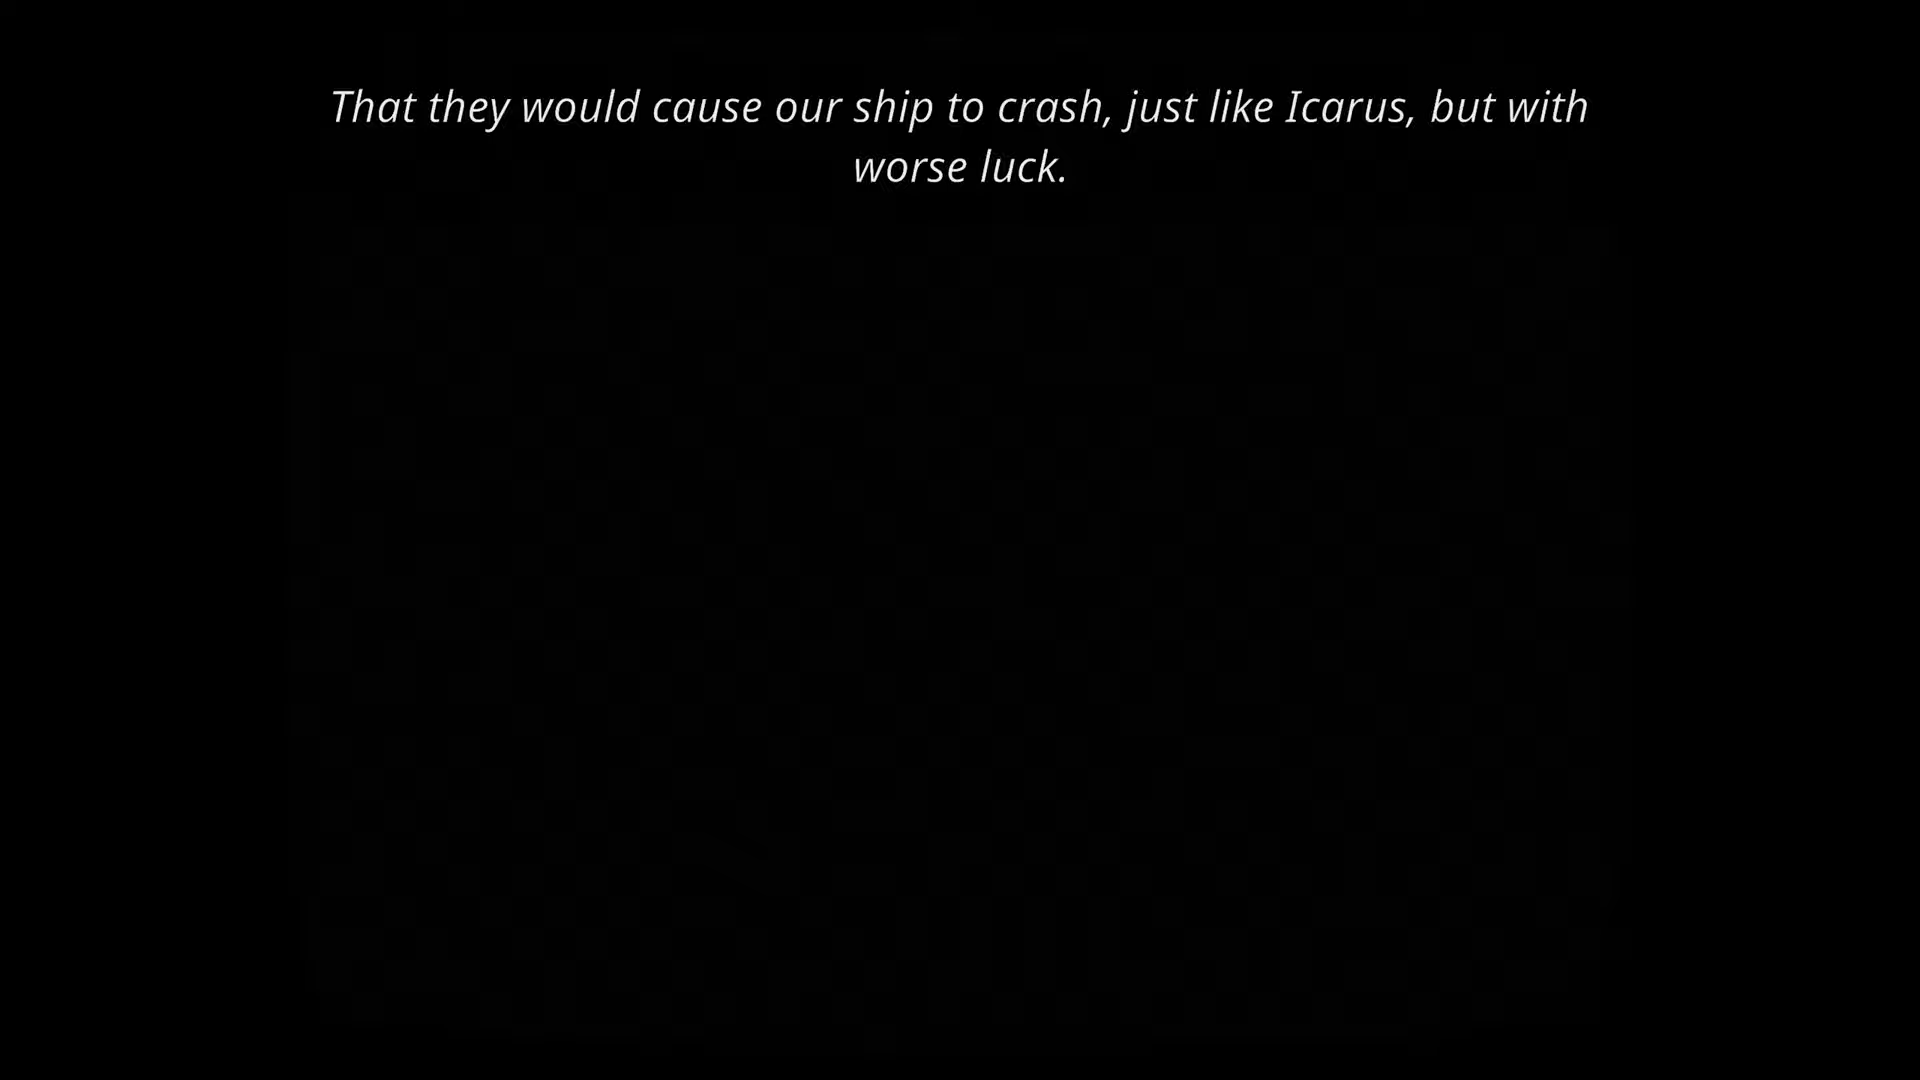 That they would cause our ship to crash, just like Icarus, but with
worse luck.